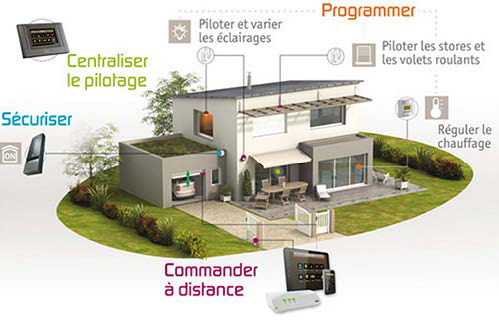 Programmer
Piloter et varier
les éclairages
Piloter les stores et
les volets roulants
Centraliser
le pilotage
Sécuriser
ON
Réguler le
chauffage
Commander
à distance